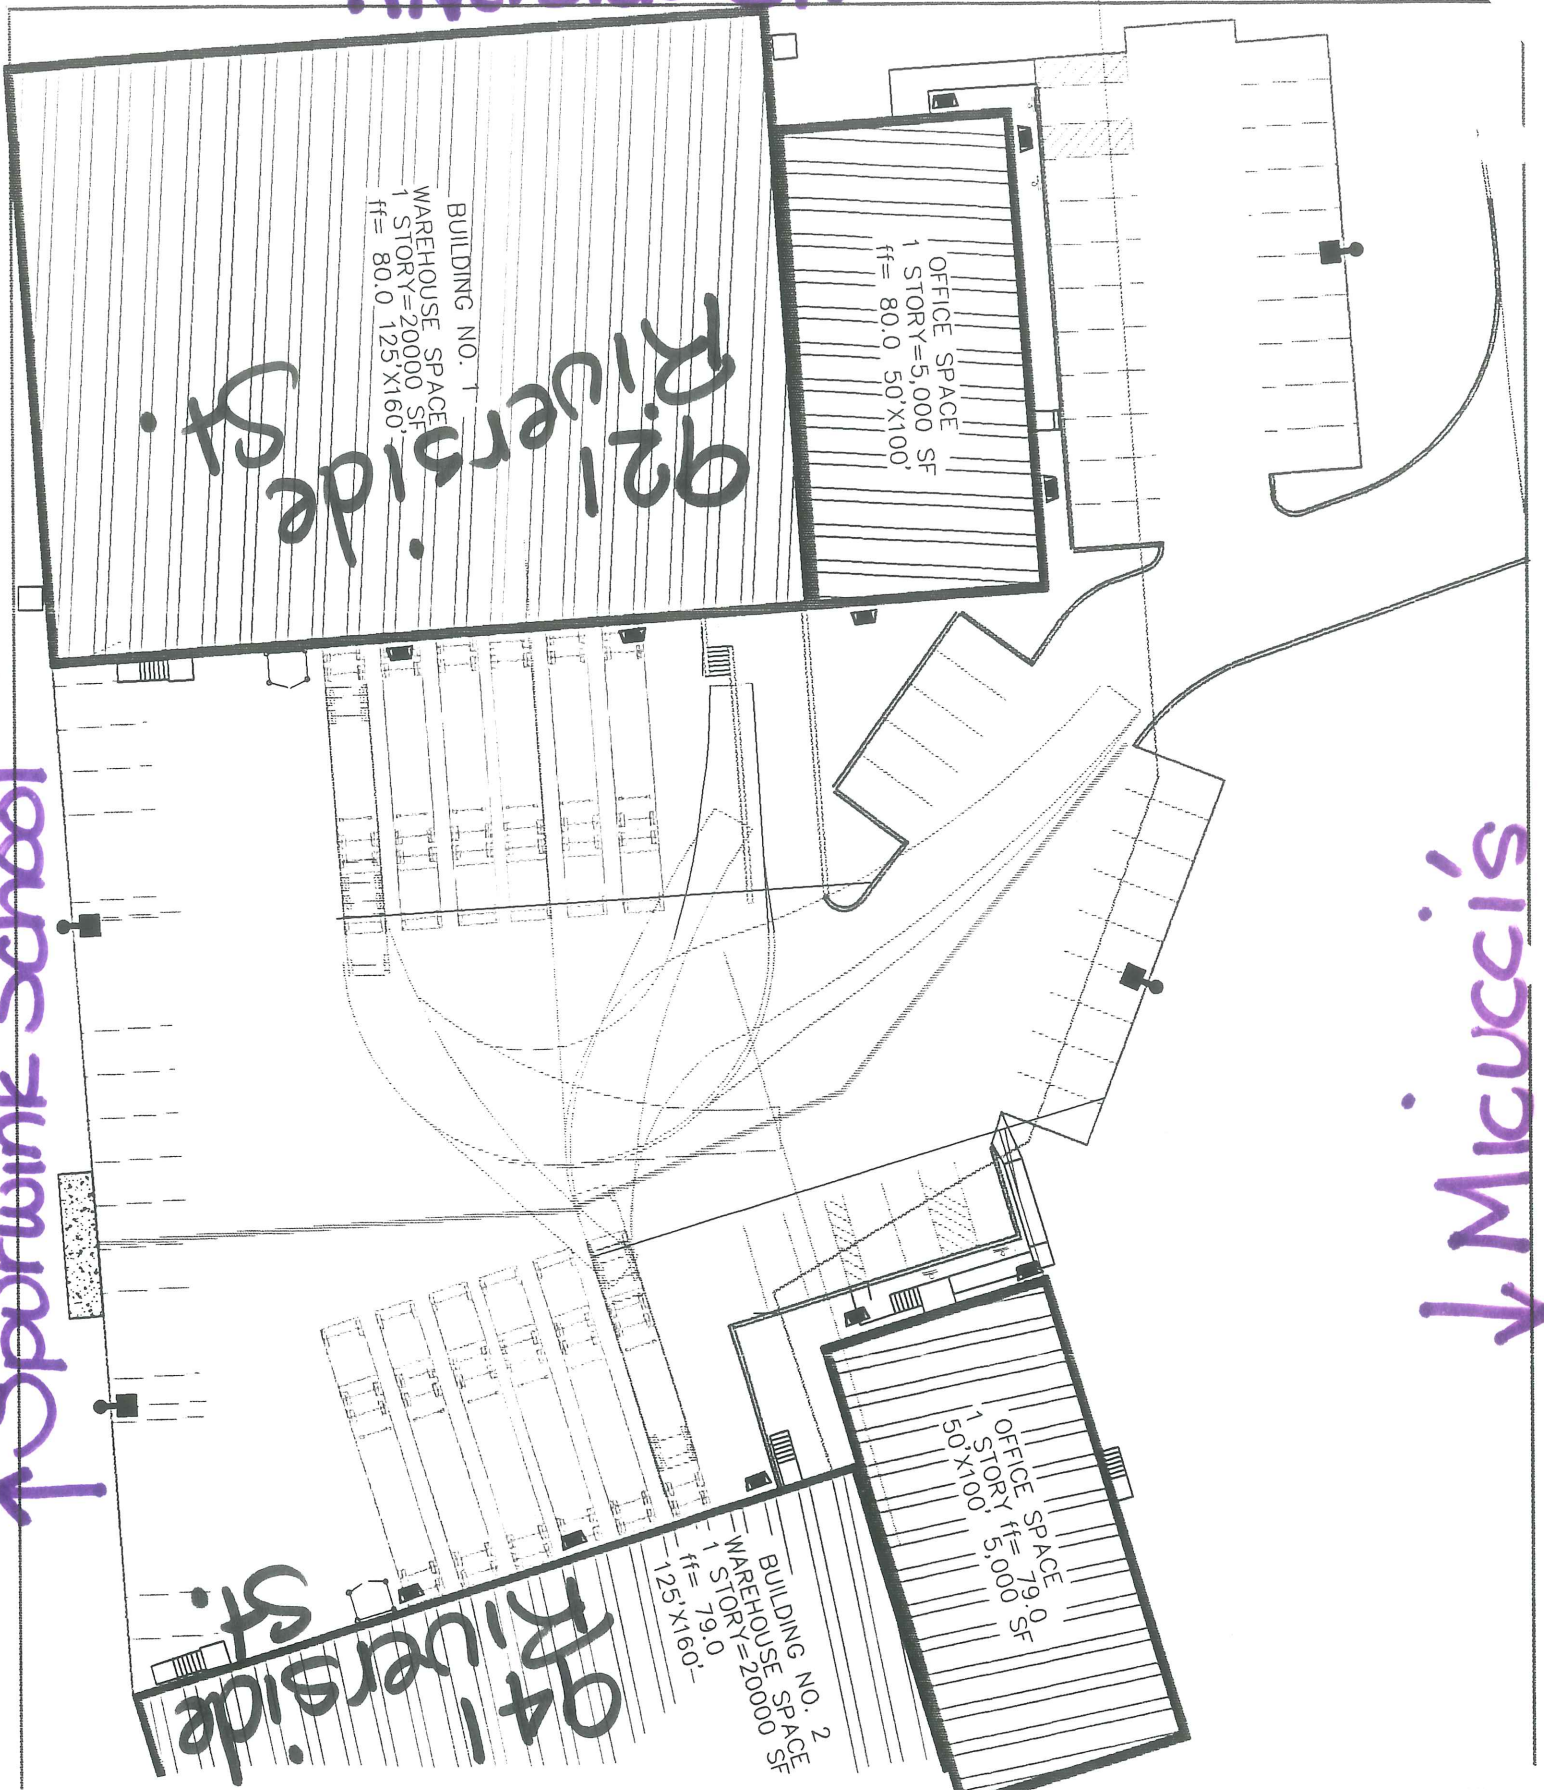 BUILDING NO. 1
WAREHOUSE SPACE
1 STORY=20000 SF
ff= 80.0 125'X160'
OFFICE SPACE
1 STORY=5,000 SF
ff= 80.0 50'X100'
921
Riverside
St.
OFFICE SPACE
1 STORY ff= 79.0
50'X100' 5,000 SF
BUILDING NO. 2
WAREHOUSE SPACE
1 STORY=20000 SF
ff= 79.0
125'X160'
941
Riverside
St.
↑Spurwink School
↓ Micucci's